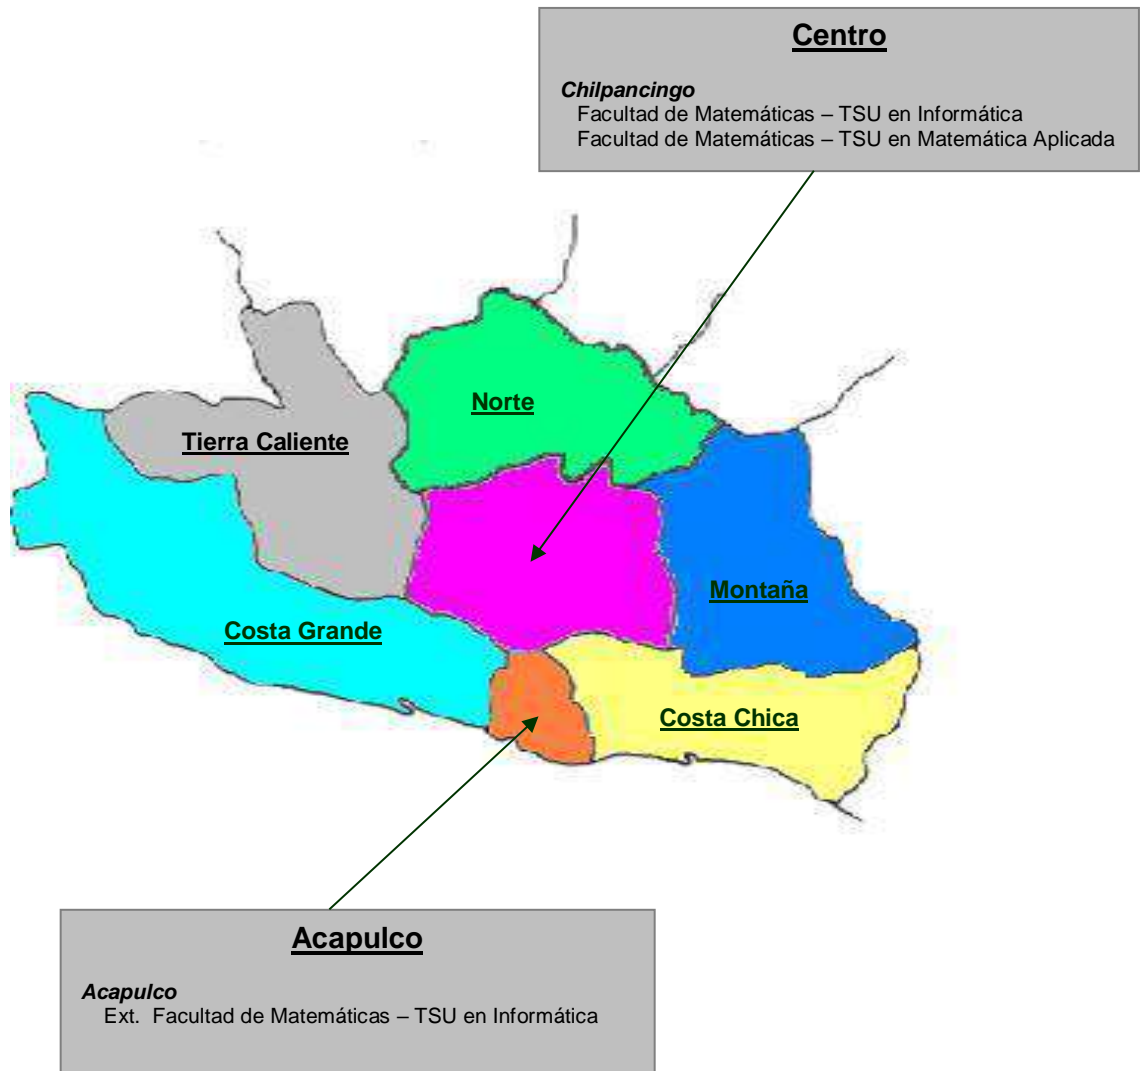 Centro
Chilpancingo
Facultad de Matemáticas – TSU en Informática
Facultad de Matemáticas – TSU en Matemática Aplicada
Norte
Tierra Caliente
Montaña
Costa Grande
Costa Chica
Acapulco
Acapulco
Ext. Facultad de Matemáticas – TSU en Informática